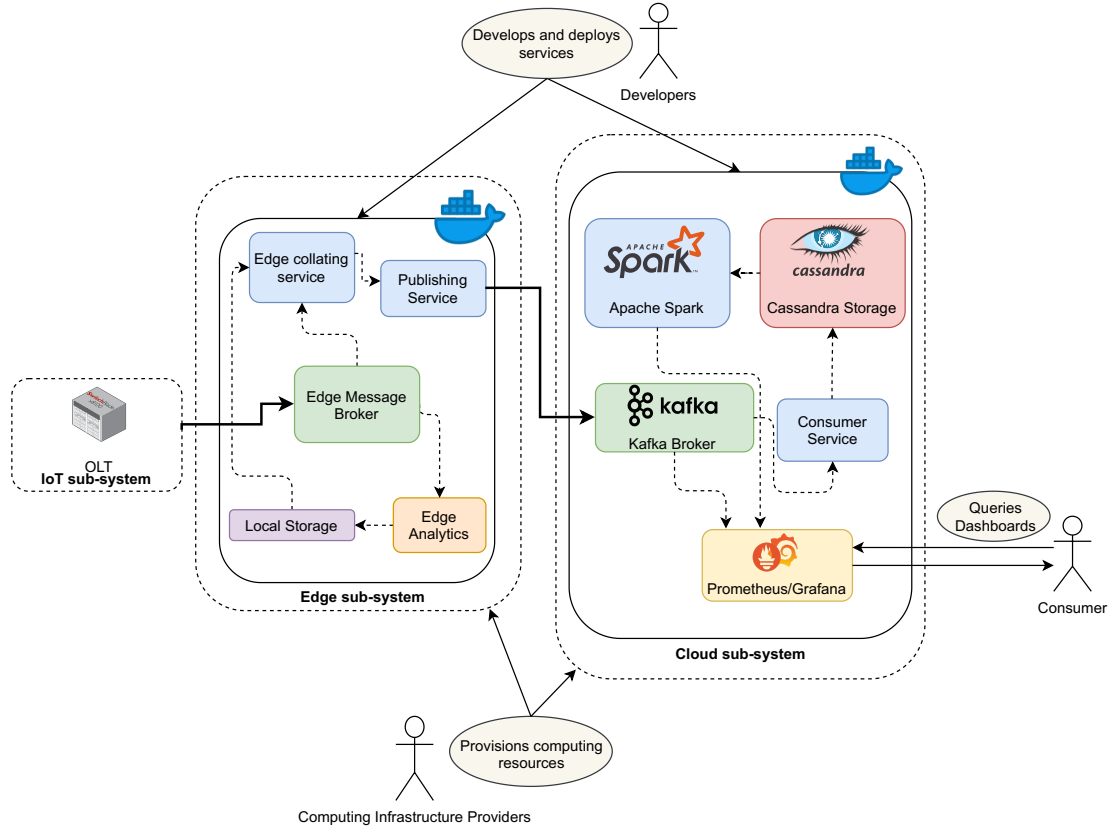 Develops and deploys
services
Developers
Edge collating
service
Publishing
Service
APACHE
Spark
TM
Apache Spark
cassandra
Cassandra Storage
Edge Message
Broker
kafka
Kafka Broker
Consumer
Service
OLT
IoT sub-system
Local Storage
Edge
Analytics
Queries
Dashboards
Prometheus/Grafana
Edge sub-system
Consumer
Cloud sub-system
Provisions computing
resources
Computing Infrastructure Providers